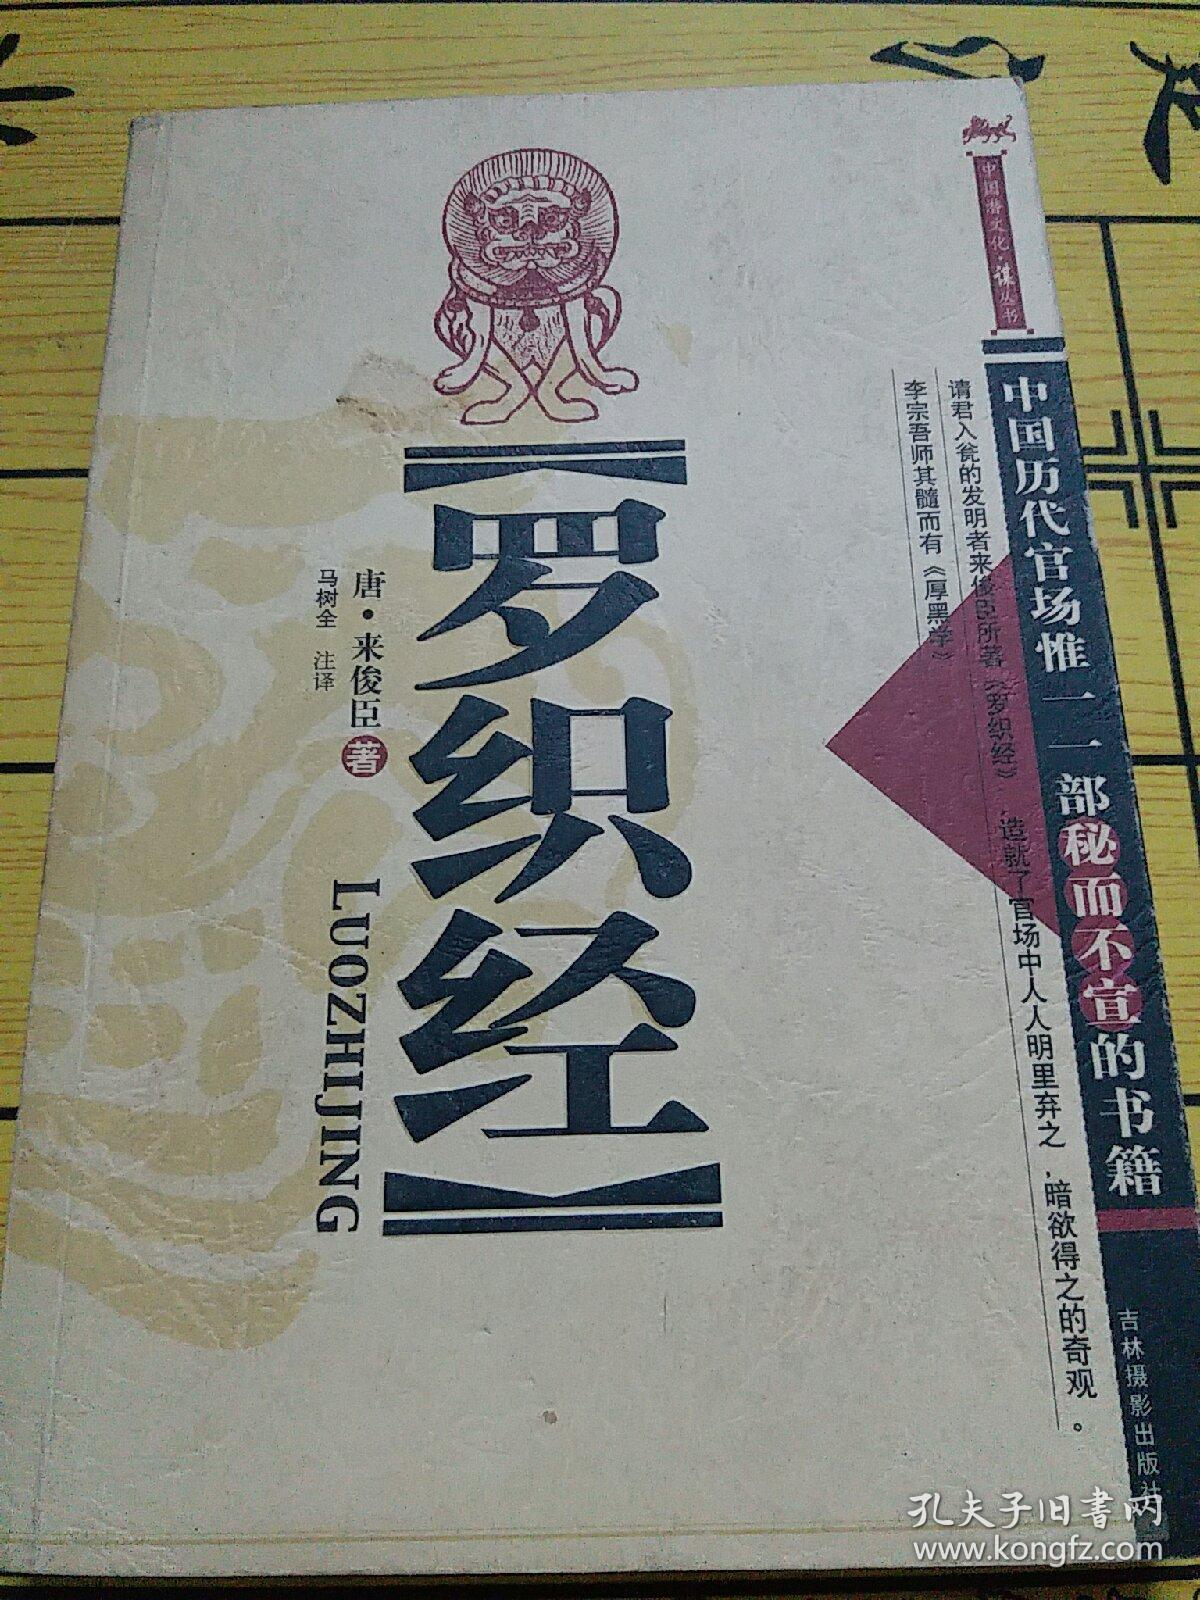 中国潜文化·谋丛书
中国历代官场惟一一部秘而不宣的书籍
吉林摄影出版社
请君入瓮的发明者来俊臣所著《罗织经》，造就了官场中人人明里弃之，暗欲得之的奇观。
李宗吾师其髓而有《厚黑学》
【罗织经】
唐·来俊臣著
马树全 注译
LUOZHIJING
孔夫子旧书网
www.kongfz.com